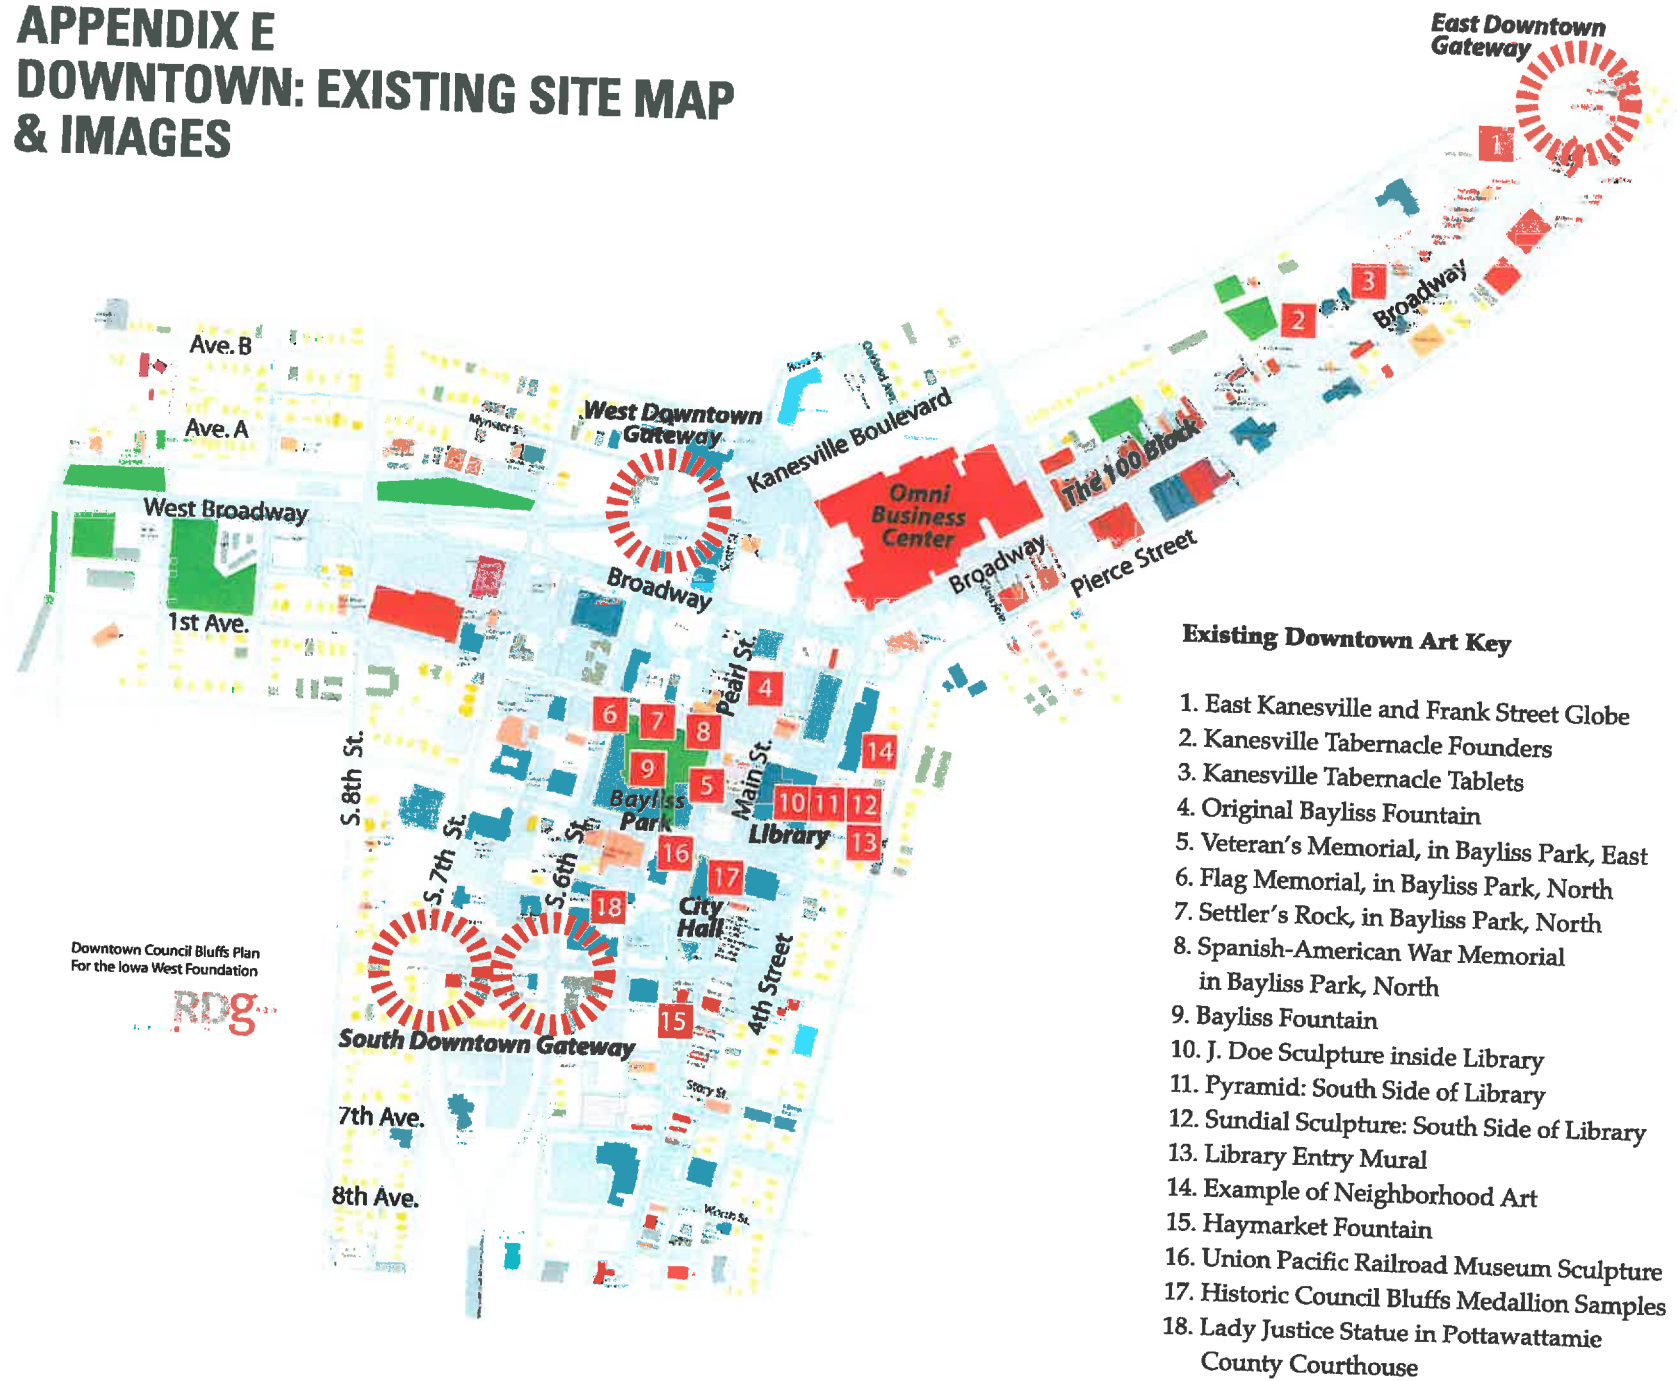 APPENDIX E
DOWNTOWN: EXISTING SITE MAP
& IMAGES
East Downtown
Gateway
1
3
2
Broadway
Ave. B
Ave. A
Mynster St.
West Downtown
Gateway
Kanesville Boulevard
Omni
Business
Center
The 100 Block
West Broadway
Broadway
Broadway
Pierce Street
1st Ave.
Pearl St.
4
6
7
8
9
5
14
S. 8th St.
Bayliss
Park
Main St.
10
11
12
Library
13
S. 7th St.
S. 6th St.
16
17
18
City
Hall
4th Street
15
South Downtown Gateway
Story St.
7th Ave.
8th Ave.
Worth St.
Downtown Council Bluffs Plan
For the Iowa West Foundation
RDg
Existing Downtown Art Key
1. East Kanesville and Frank Street Globe
2. Kanesville Tabernacle Founders
3. Kanesville Tabernacle Tablets
4. Original Bayliss Fountain
5. Veteran's Memorial, in Bayliss Park, East
6. Flag Memorial, in Bayliss Park, North
7. Settler's Rock, in Bayliss Park, North
8. Spanish-American War Memorial
in Bayliss Park, North
9. Bayliss Fountain
10. J. Doe Sculpture inside Library
11. Pyramid: South Side of Library
12. Sundial Sculpture: South Side of Library
13. Library Entry Mural
14. Example of Neighborhood Art
15. Haymarket Fountain
16. Union Pacific Railroad Museum Sculpture
17. Historic Council Bluffs Medallion Samples
18. Lady Justice Statue in Pottawattamie
County Courthouse